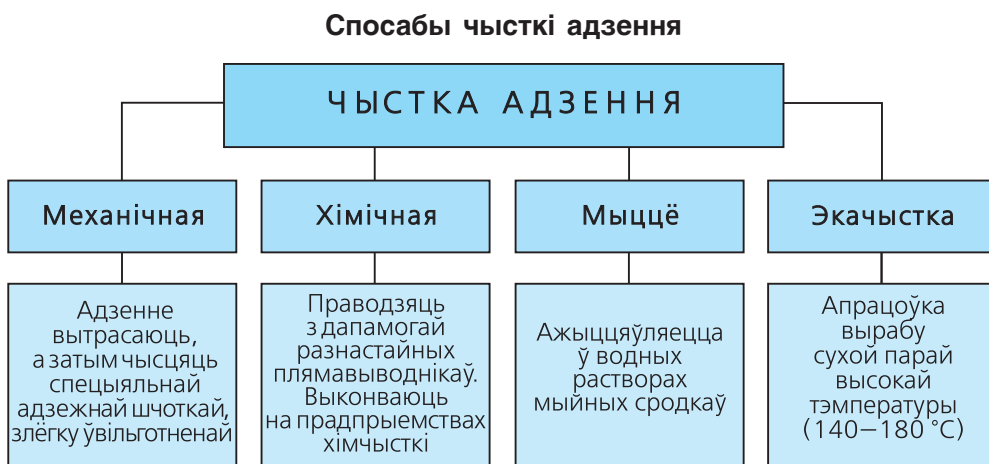 Спосабы чысткі адзення
ЧЫСТКА АДЗЕННЯ
Механічная
Адзенне
вытрасаюць,
а затым чысцяць
спецыяльнай
адзежнай шчоткай,
злёгку ўвільготненай
Хімічная
Праводзяць
з дапамогай
разнастайных
плямавыводнікаў.
Выконваюць
на прадпрыемствах
хімчысткі
Мыццё
Ажыццяўляецца
ў водных
растворах
мыйных сродкаў
Экачыстка
Апрацоўка
вырабу
сухой парай
высокай
тэмпературы
(140—180 °С)